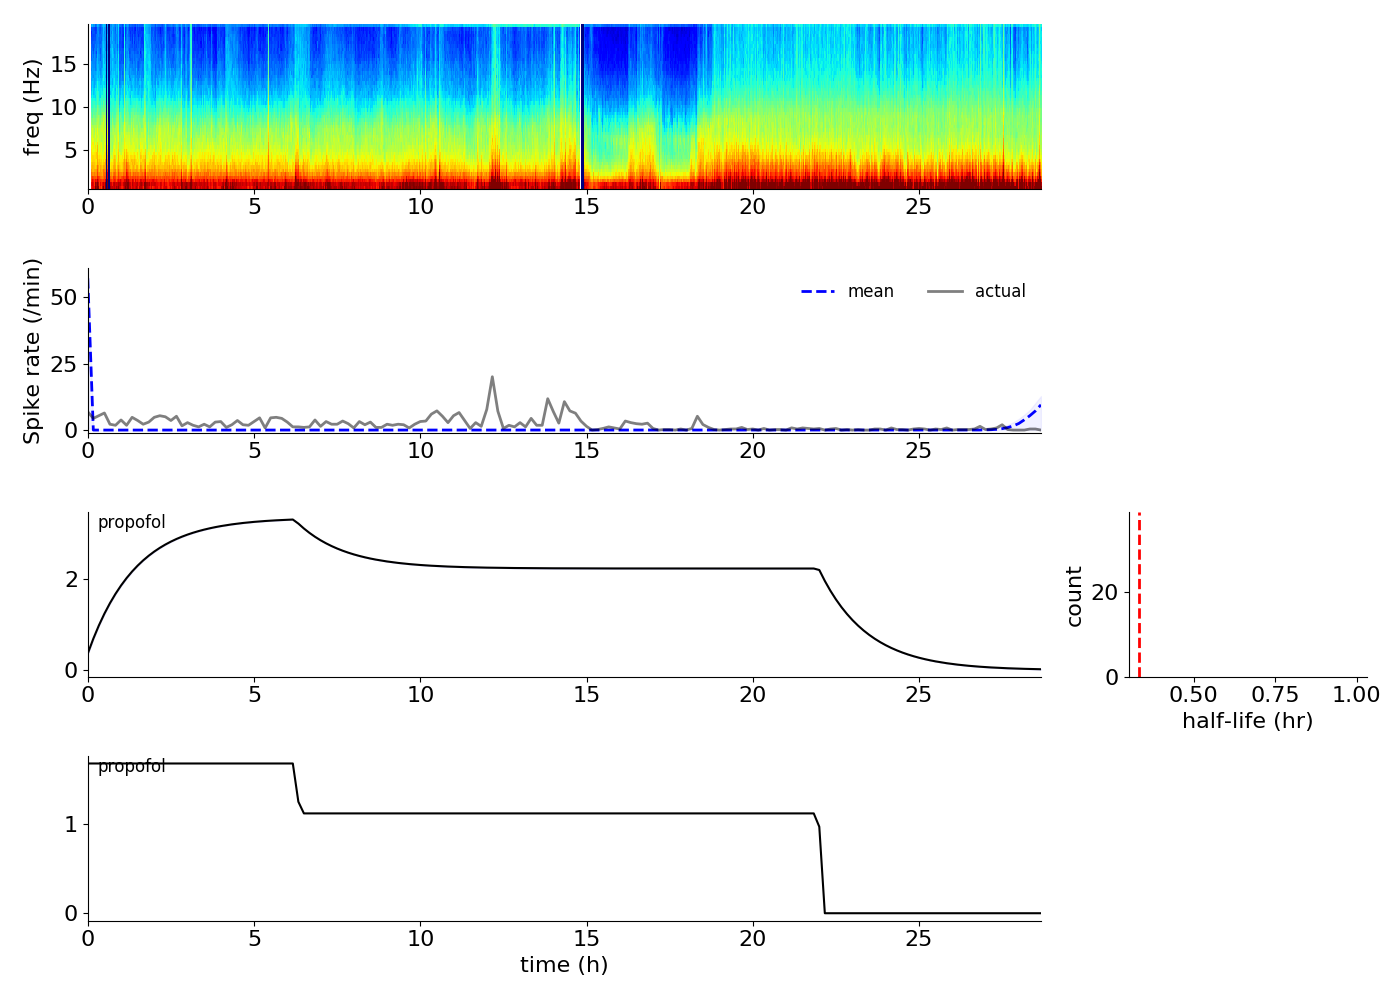 freq (Hz)
15
10
5
0 5 10 15 20 25
Spike rate (/min)
50
25
0
mean actual
0 5 10 15 20 25
propofol
2
0
0 5 10 15 20 25
count
20
0
0.50 0.75 1.00
half-life (hr)
propofol
1
0
0 5 10 15 20 25
time (h)